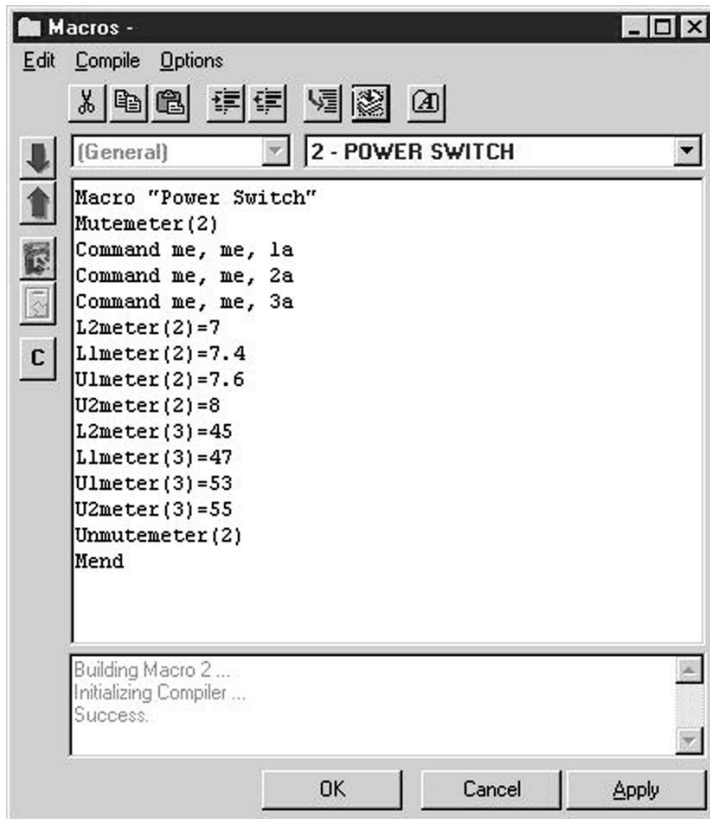 Macros -
Edit Compile Options
(General) 2 - POWER SWITCH
Macro "Power Switch"
Mutemeter(2)
Command me, me, 1a
Command me, me, 2a
Command me, me, 3a
L2meter(2)=7
L1meter(2)=7.4
U1meter(2)=7.6
U2meter(2)=8
L2meter(3)=45
L1meter(3)=47
U1meter(3)=53
U2meter(3)=55
Unmutemeter(2)
Mend
C
Building Macro 2 ...
Initializing Compiler ...
Success.
OK Cancel Apply